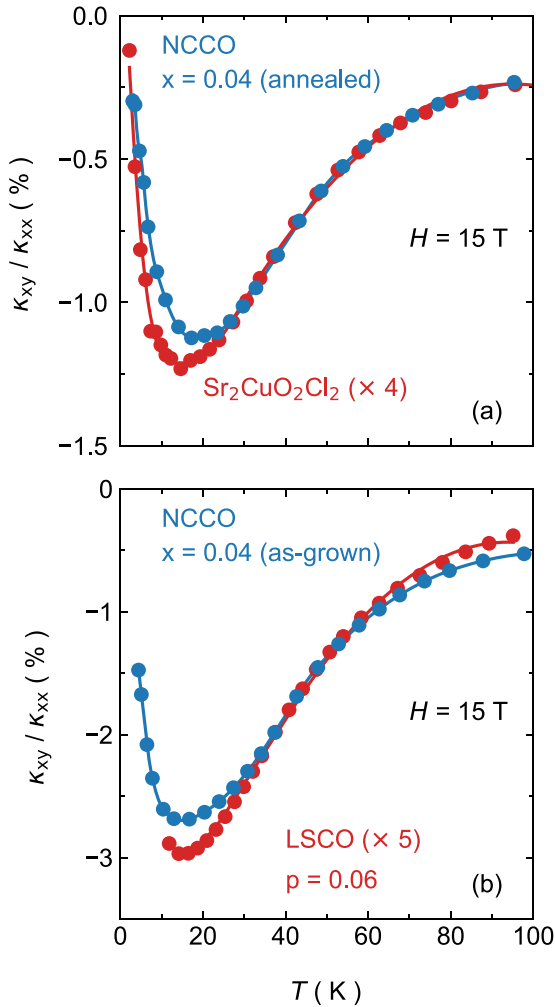 0.0
NCCO
x = 0.04 (annealed)
−0.5
κxy / κxx ( % )
H = 15 T
−1.0
Sr₂CuO₂Cl₂ (× 4)
(a)
−1.5
0
NCCO
x = 0.04 (as-grown)
−1
κxy / κxx ( % )
H = 15 T
−2
LSCO (× 5)
−3
p = 0.06
(b)
0 20 40 60 80 100
T ( K )